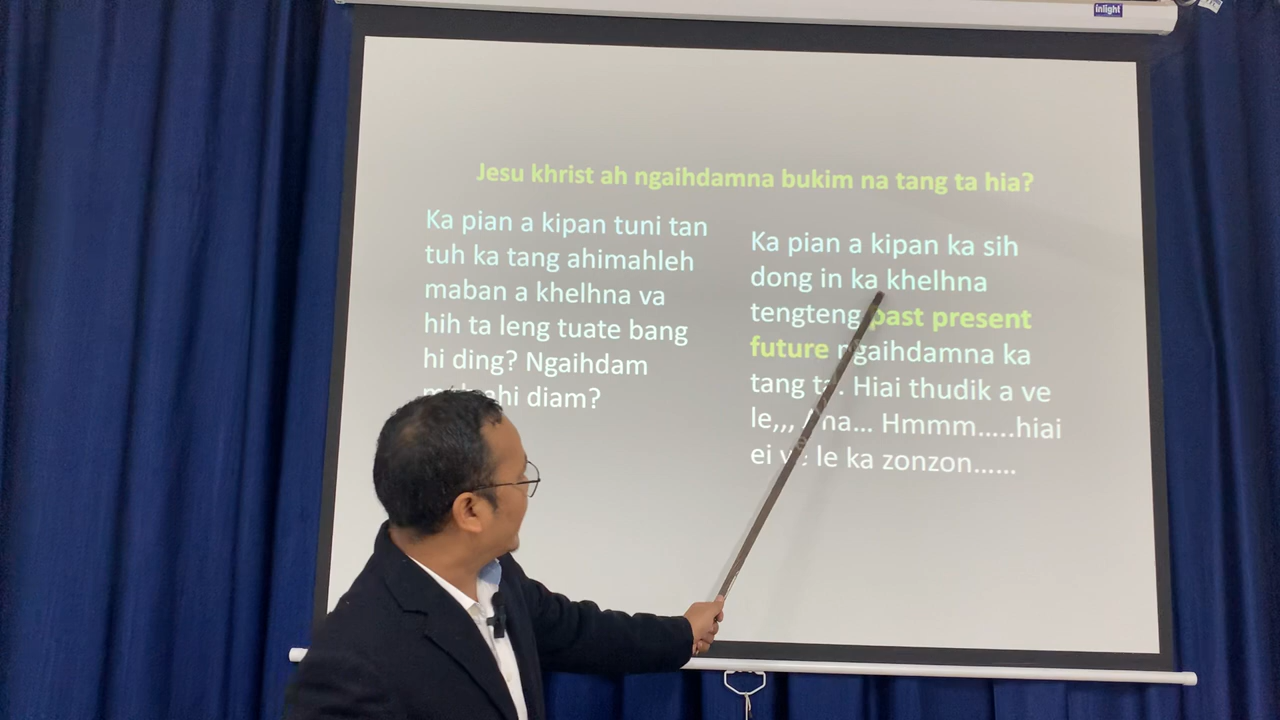 inlight
Jesu khrist ah ngaihdamna bukim na tang ta hia?
Ka pian a kipan tuni tan
tuh ka tang ahimahleh
maban a khelhna va
hih ta leng tuate bang
hi ding? Ngaihdam
ahi diam?
Ka pian a kipan ka sih
dong in ka khelhna
tengteng past present
future ngaihdamna ka
tang ta. Hiai thudik a ve
le,,, Aha... Hmmm.....hiai
ei ve le ka zonzon......